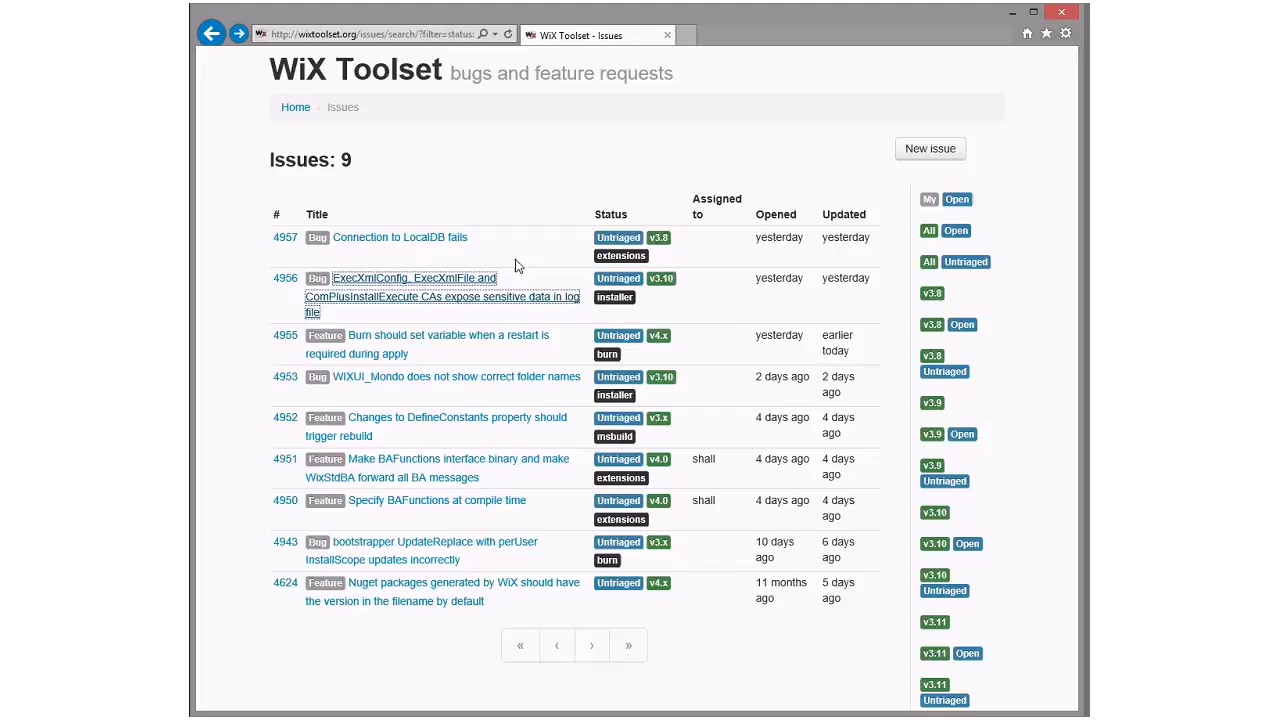 http://wixtoolset.org/issues/search/?filter=status:
WiX Toolset - Issues
WiX Toolset bugs and feature requests
Home / Issues
Issues: 9
New issue
# Title Status Assigned to Opened Updated
4957 Bug Connection to LocalDB fails Untriaged v3.8 yesterday yesterday
extensions
4956 Bug ExecXmlConfig, ExecXmlFile and Untriaged v3.10 yesterday yesterday
ComPlusInstallExecute CAs expose sensitive data in log installer
file
4955 Feature Burn should set variable when a restart is Untriaged v4.x yesterday earlier
required during apply burn today
4953 Bug WIXUI_Mondo does not show correct folder names Untriaged v3.10 2 days ago 2 days
installer ago
4952 Feature Changes to DefineConstants property should Untriaged v3.x 4 days ago 4 days
trigger rebuild msbuild ago
4951 Feature Make BAFunctions interface binary and make Untriaged v4.0 shall 4 days ago 4 days
WixStdBA forward all BA messages extensions ago
4950 Feature Specify BAFunctions at compile time Untriaged v4.0 shall 4 days ago 4 days
extensions ago
4943 Bug bootstrapper UpdateReplace with perUser Untriaged v3.x 10 days 6 days
InstallScope updates incorrectly burn ago ago
4624 Feature Nuget packages generated by WiX should have Untriaged v4.x 11 months 5 days
the version in the filename by default ago ago
« ‹ › »
My Open
All Open
All Untriaged
v3.8
v3.8 Open
v3.8
Untriaged
v3.9
v3.9 Open
v3.9
Untriaged
v3.10
v3.10 Open
v3.10
Untriaged
v3.11
v3.11 Open
v3.11
Untriaged